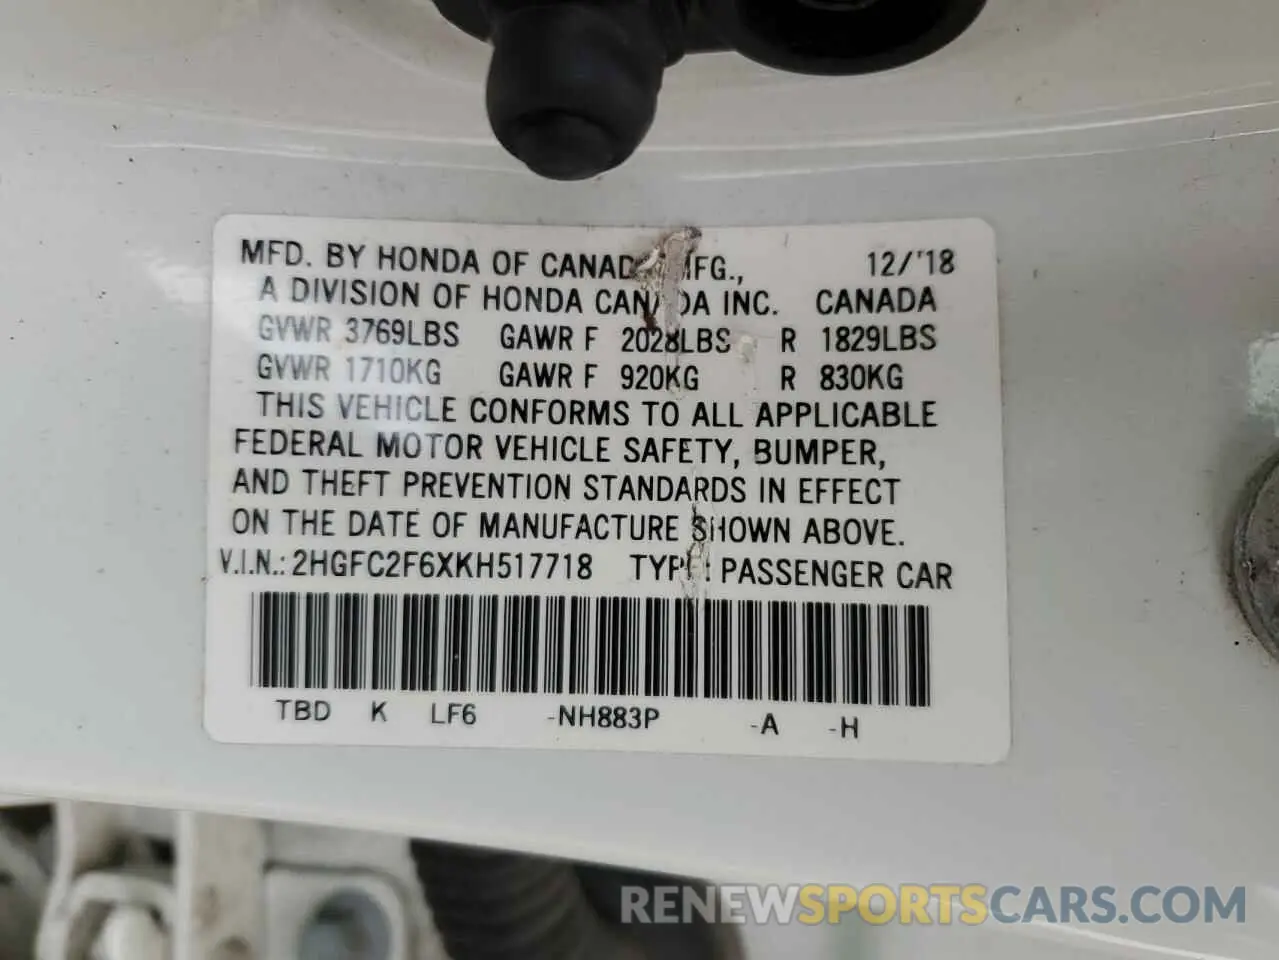 MFD. BY HONDA OF CANADA MFG., 12/'18
A DIVISION OF HONDA CANADA INC. CANADA
GVWR 3769LBS GAWR F 2028LBS R 1829LBS
GVWR 1710KG GAWR F 920KG R 830KG
THIS VEHICLE CONFORMS TO ALL APPLICABLE
FEDERAL MOTOR VEHICLE SAFETY, BUMPER,
AND THEFT PREVENTION STANDARDS IN EFFECT
ON THE DATE OF MANUFACTURE SHOWN ABOVE.
V.I.N.: 2HGFC2F6XKH517718 TYPE: PASSENGER CAR
TBD K LF6 -NH883P -A -H
RENEWSPORTSCARS.COM